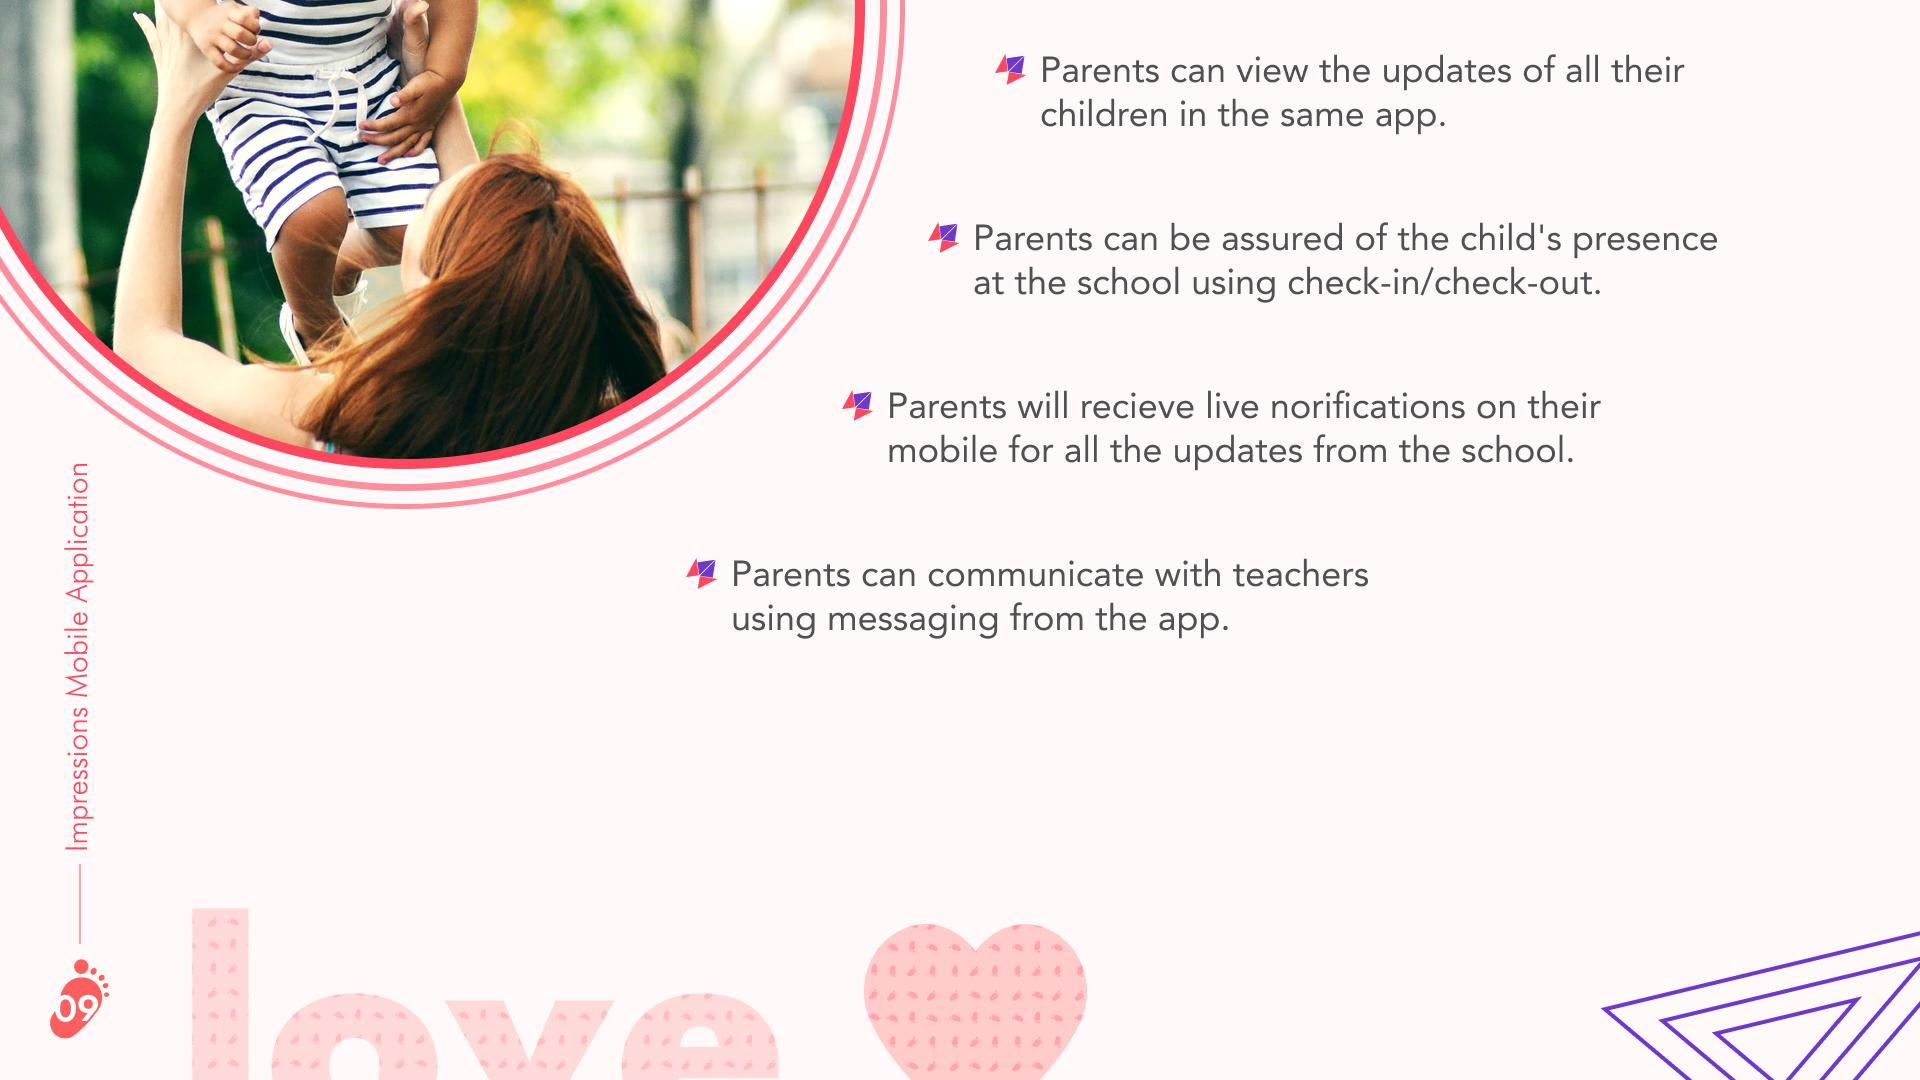 Parents can view the updates of all their
children in the same app.
Parents can be assured of the child's presence
at the school using check-in/check-out.
Parents will recieve live norifications on their
mobile for all the updates from the school.
Parents can communicate with teachers
using messaging from the app.
Impressions Mobile Application
09
love